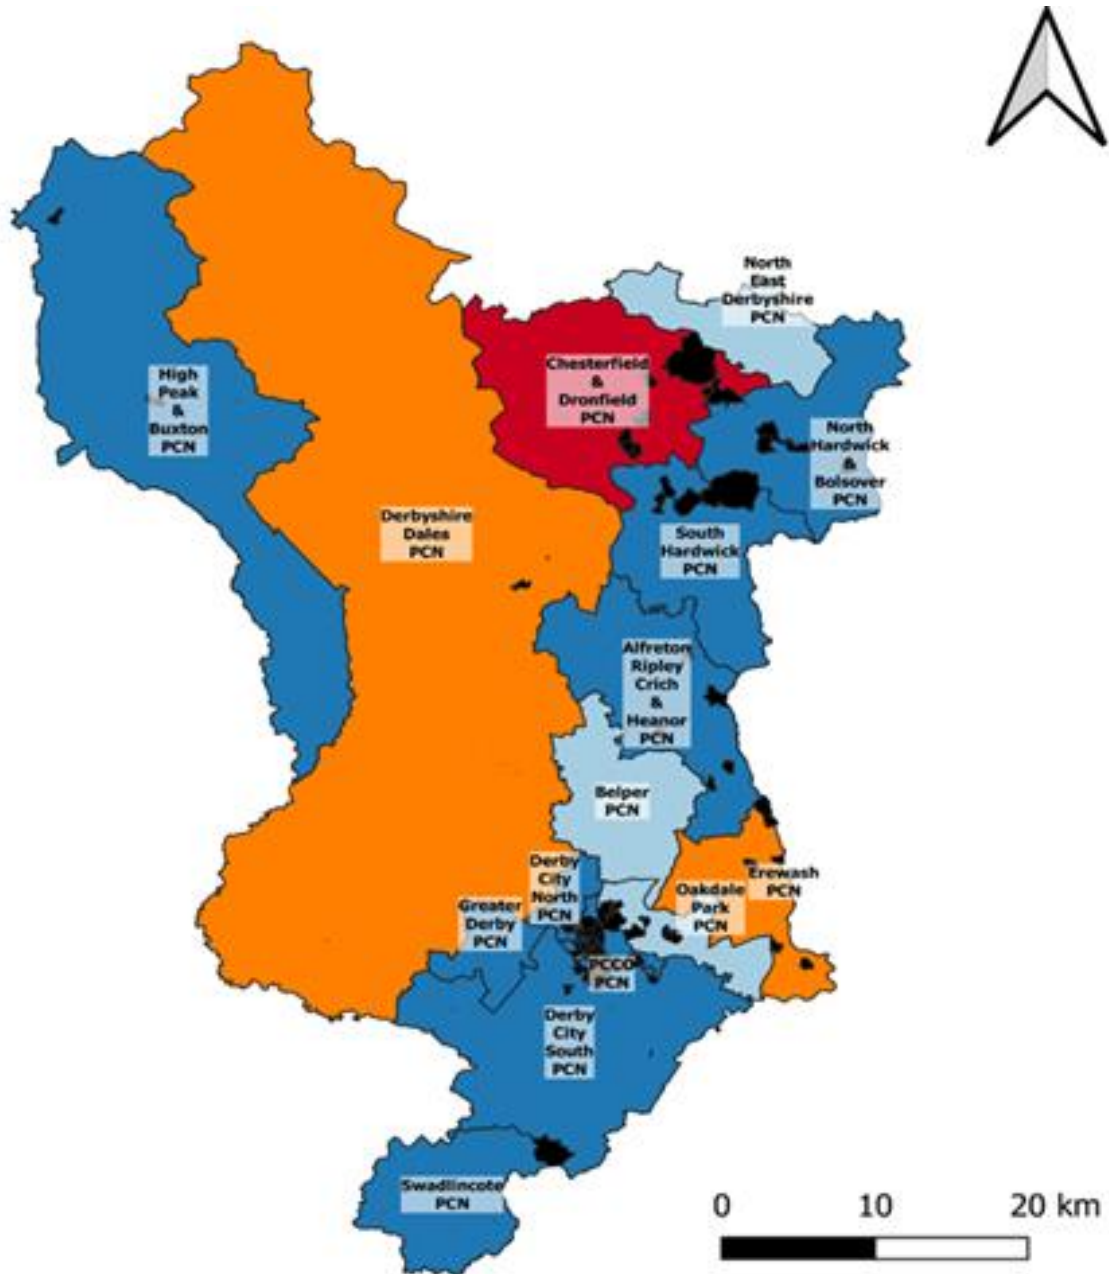 North
East
Derbyshire
PCN
Chesterfield
&
Dronfield
PCN
High
Peak
&
Buxton
PCN
North
Hardwick
&
Bolsover
PCN
Derbyshire
Dales
PCN
South
Hardwick
PCN
Alfreton
Ripley
Crich
&
Heanor
PCN
Belper
PCN
Derby
City
North
PCN
Erewash
PCN
Oakdale
Park
PCN
Greater
Derby
PCN
PCCO
PCN
Derby
City
South
PCN
Swadlincote
PCN
0 10 20 km